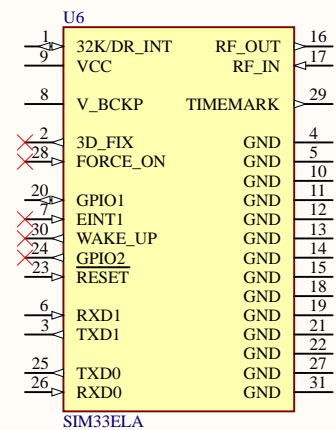 U6
1 32K/DR_INT RF_OUT 16
9 VCC RF_IN 17
8 V_BCKP TIMEMARK 29
2 3D_FIX GND 4
28 FORCE_ON GND 5
GND 10
20 GPIO1 GND 11
7 EINT1 GND 12
30 WAKE_UP GND 13
24 GPIO2 GND 14
23 RESET GND 15
GND 18
6 RXD1 GND 19
3 TXD1 GND 21
GND 22
25 TXD0 GND 27
26 RXD0 GND 31
SIM33ELA